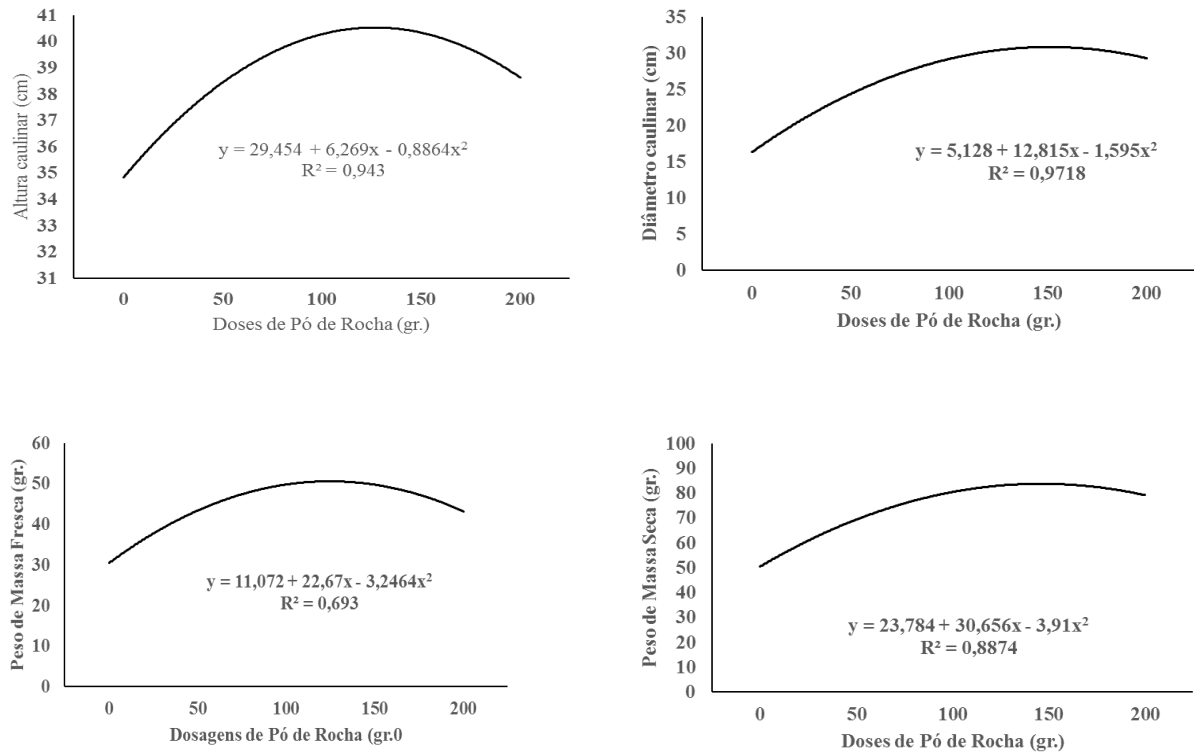 Altura caulinar (cm)
41
40
39
38
37
36
35
34
33
32
31
y = 29,454 + 6,269x - 0,8864x²
R² = 0,943
0 50 100 150 200
Doses de Pó de Rocha (gr.)
Diâmetro caulinar (cm)
35
30
25
20
15
10
5
0
y = 5,128 + 12,815x - 1,595x²
R² = 0,9718
0 50 100 150 200
Doses de Pó de Rocha (gr.)
Peso de Massa Fresca (gr.)
60
50
40
30
20
10
0
y = 11,072 + 22,67x - 3,2464x²
R² = 0,693
0 50 100 150 200
Dosagens de Pó de Rocha (gr.0
Peso de Massa Seca (gr.)
100
90
80
70
60
50
40
30
20
10
0
y = 23,784 + 30,656x - 3,91x²
R² = 0,8874
0 50 100 150 200
Doses de Pó de Rocha (gr.)